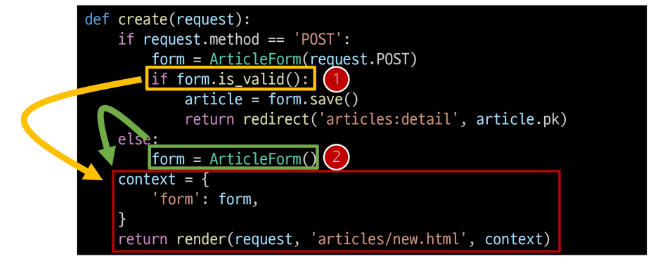 def create(request):
    if request.method == 'POST':
        form = ArticleForm(request.POST)
        if form.is_valid(): 1
            article = form.save()
            return redirect('articles:detail', article.pk)
    else:
        form = ArticleForm() 2
    context = {
        'form': form,
    }
    return render(request, 'articles/new.html', context)